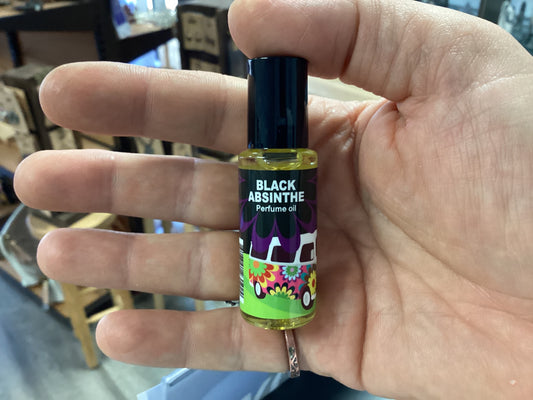 BLACK
ABSINTHE
Perfume oil